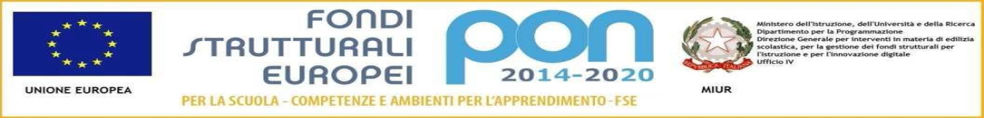 UNIONE EUROPEA
FONDI
STRUTTURALI
EUROPEI
pon
2014-2020
PER LA SCUOLA - COMPETENZE E AMBIENTI PER L'APPRENDIMENTO-FSE
Ministero dell'Istruzione, dell'Università e della Ricerca
Dipartimento per la Programmazione
Direzione Generale per interventi in materia di edilizia
scolastica, per la gestione dei fondi strutturali per
l'istruzione e per l'innovazione digitale
Ufficio IV
MIUR